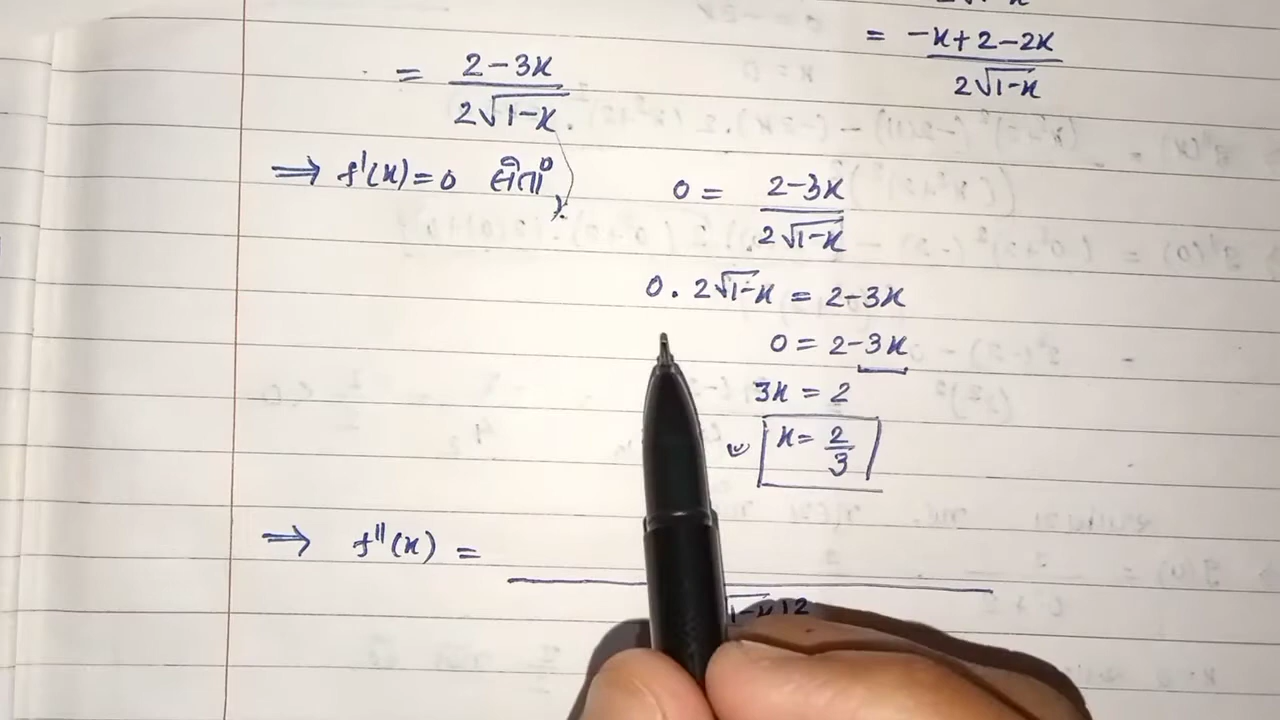 = -x+2-2x / 2√1-x
= 2-3x / 2√1-x
⇒ f'(x)=0 લેતાં,
0 = 2-3x / 2√1-x
0. 2√1-x = 2-3x
0 = 2-3x
3x = 2
x= 2/3
⇒ f''(x) =